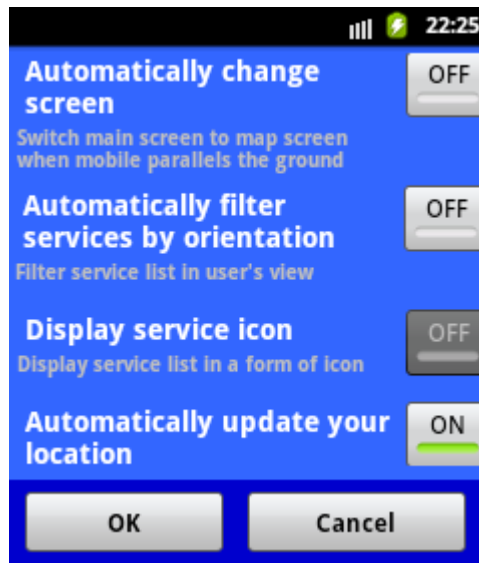 22:25
Automatically change
screen
OFF
Switch main screen to map screen
when mobile parallels the ground
Automatically filter
services by orientation
OFF
Filter service list in user's view
Display service icon
OFF
Display service list in a form of icon
Automatically update your
location
ON
OK
Cancel